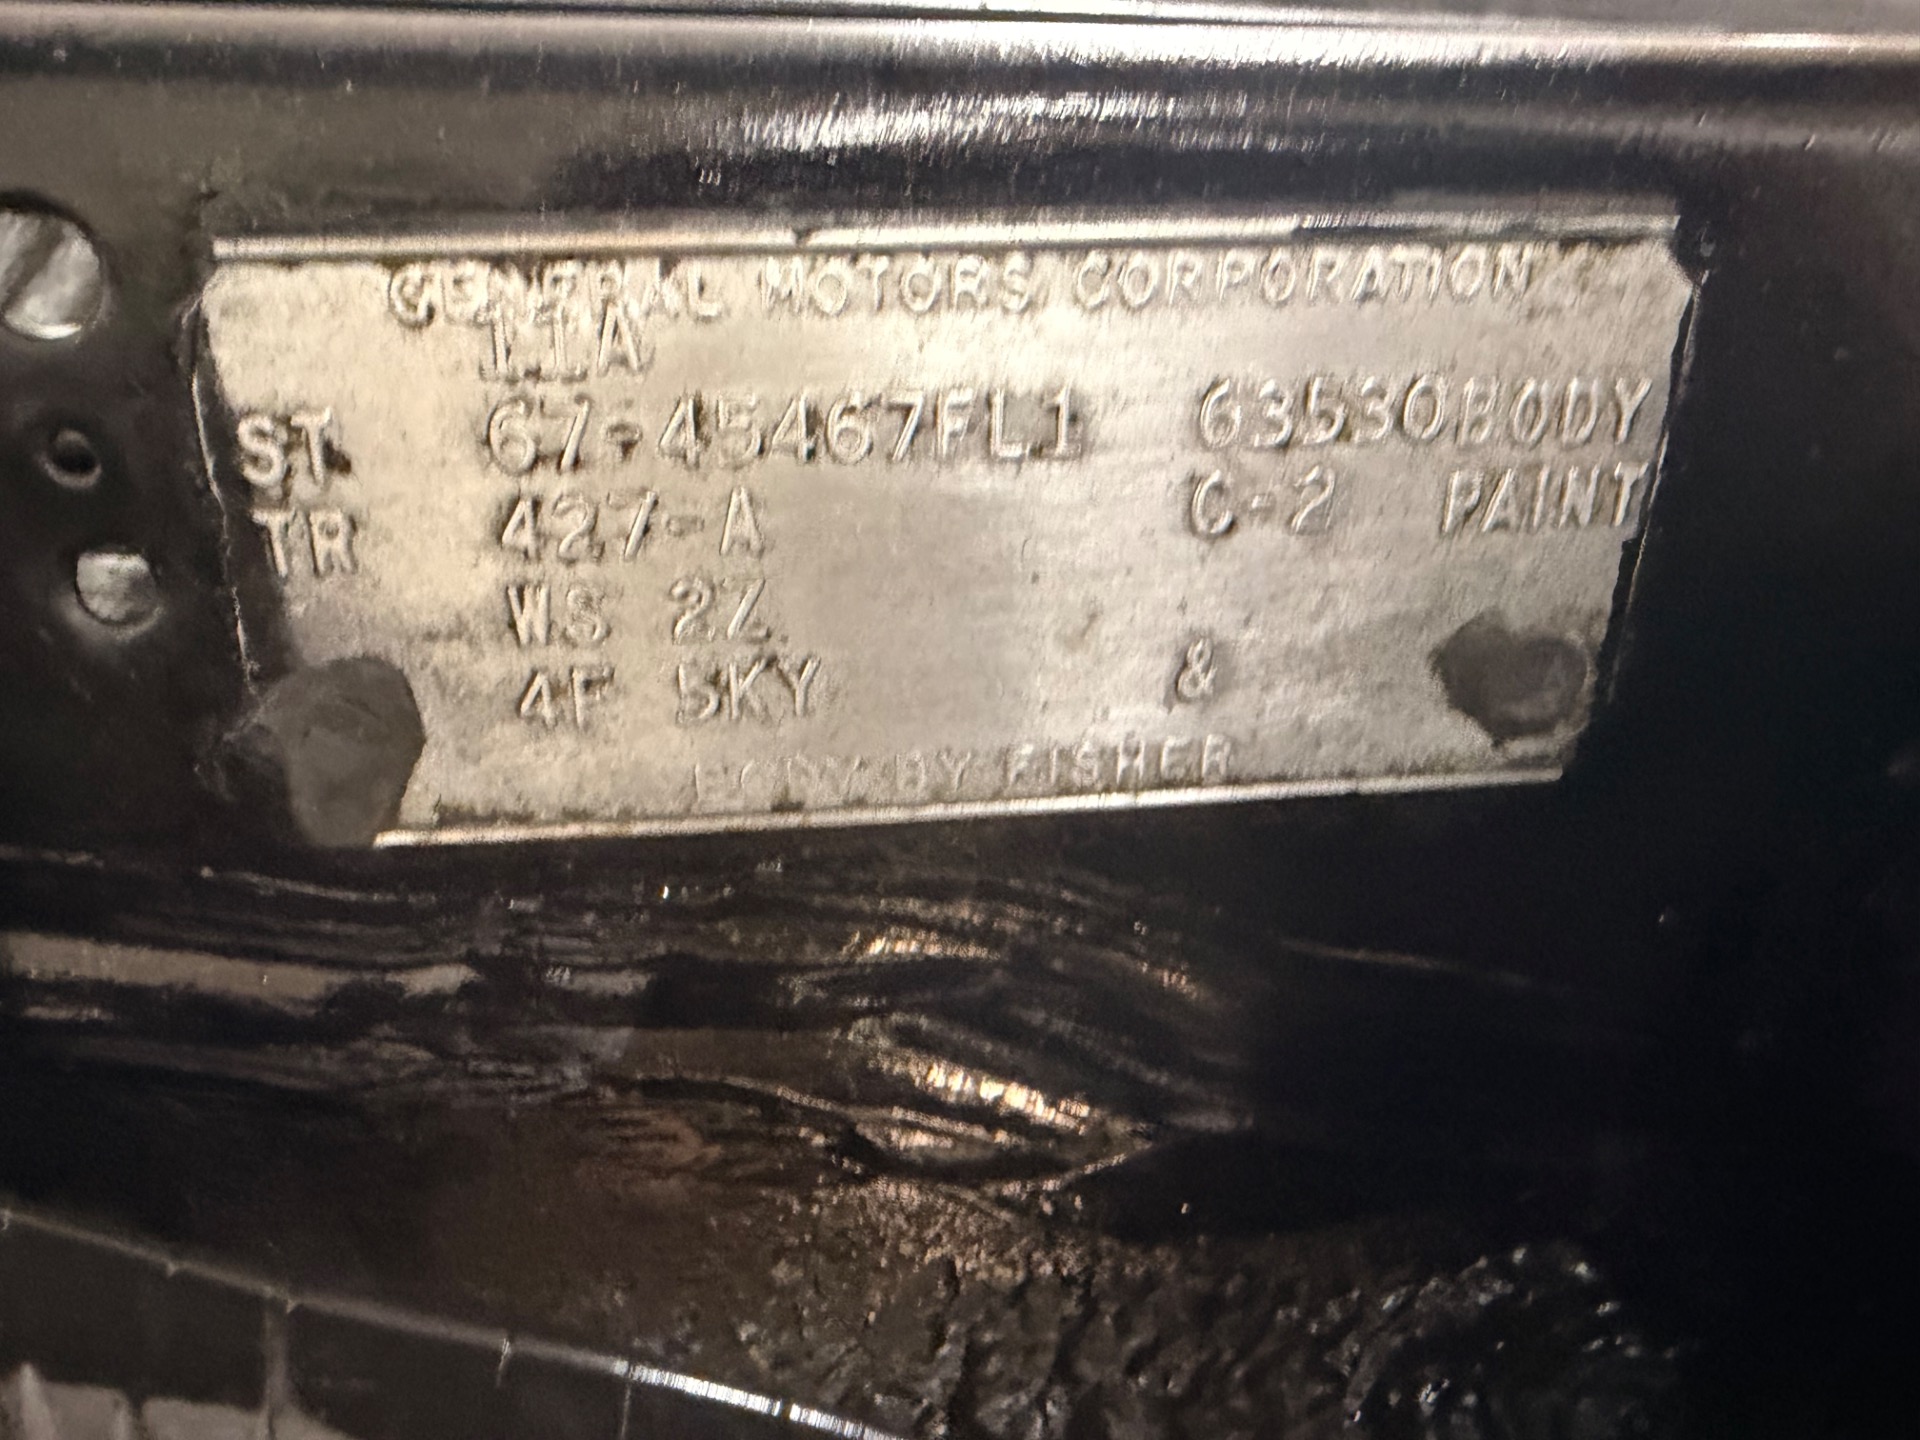 GENERAL MOTORS CORPORATION
11A
ST 67-45467FL1 63530BODY
TR 427-A C-2 PAINT
WS 2Z
4F 5KY &
BODY BY FISHER